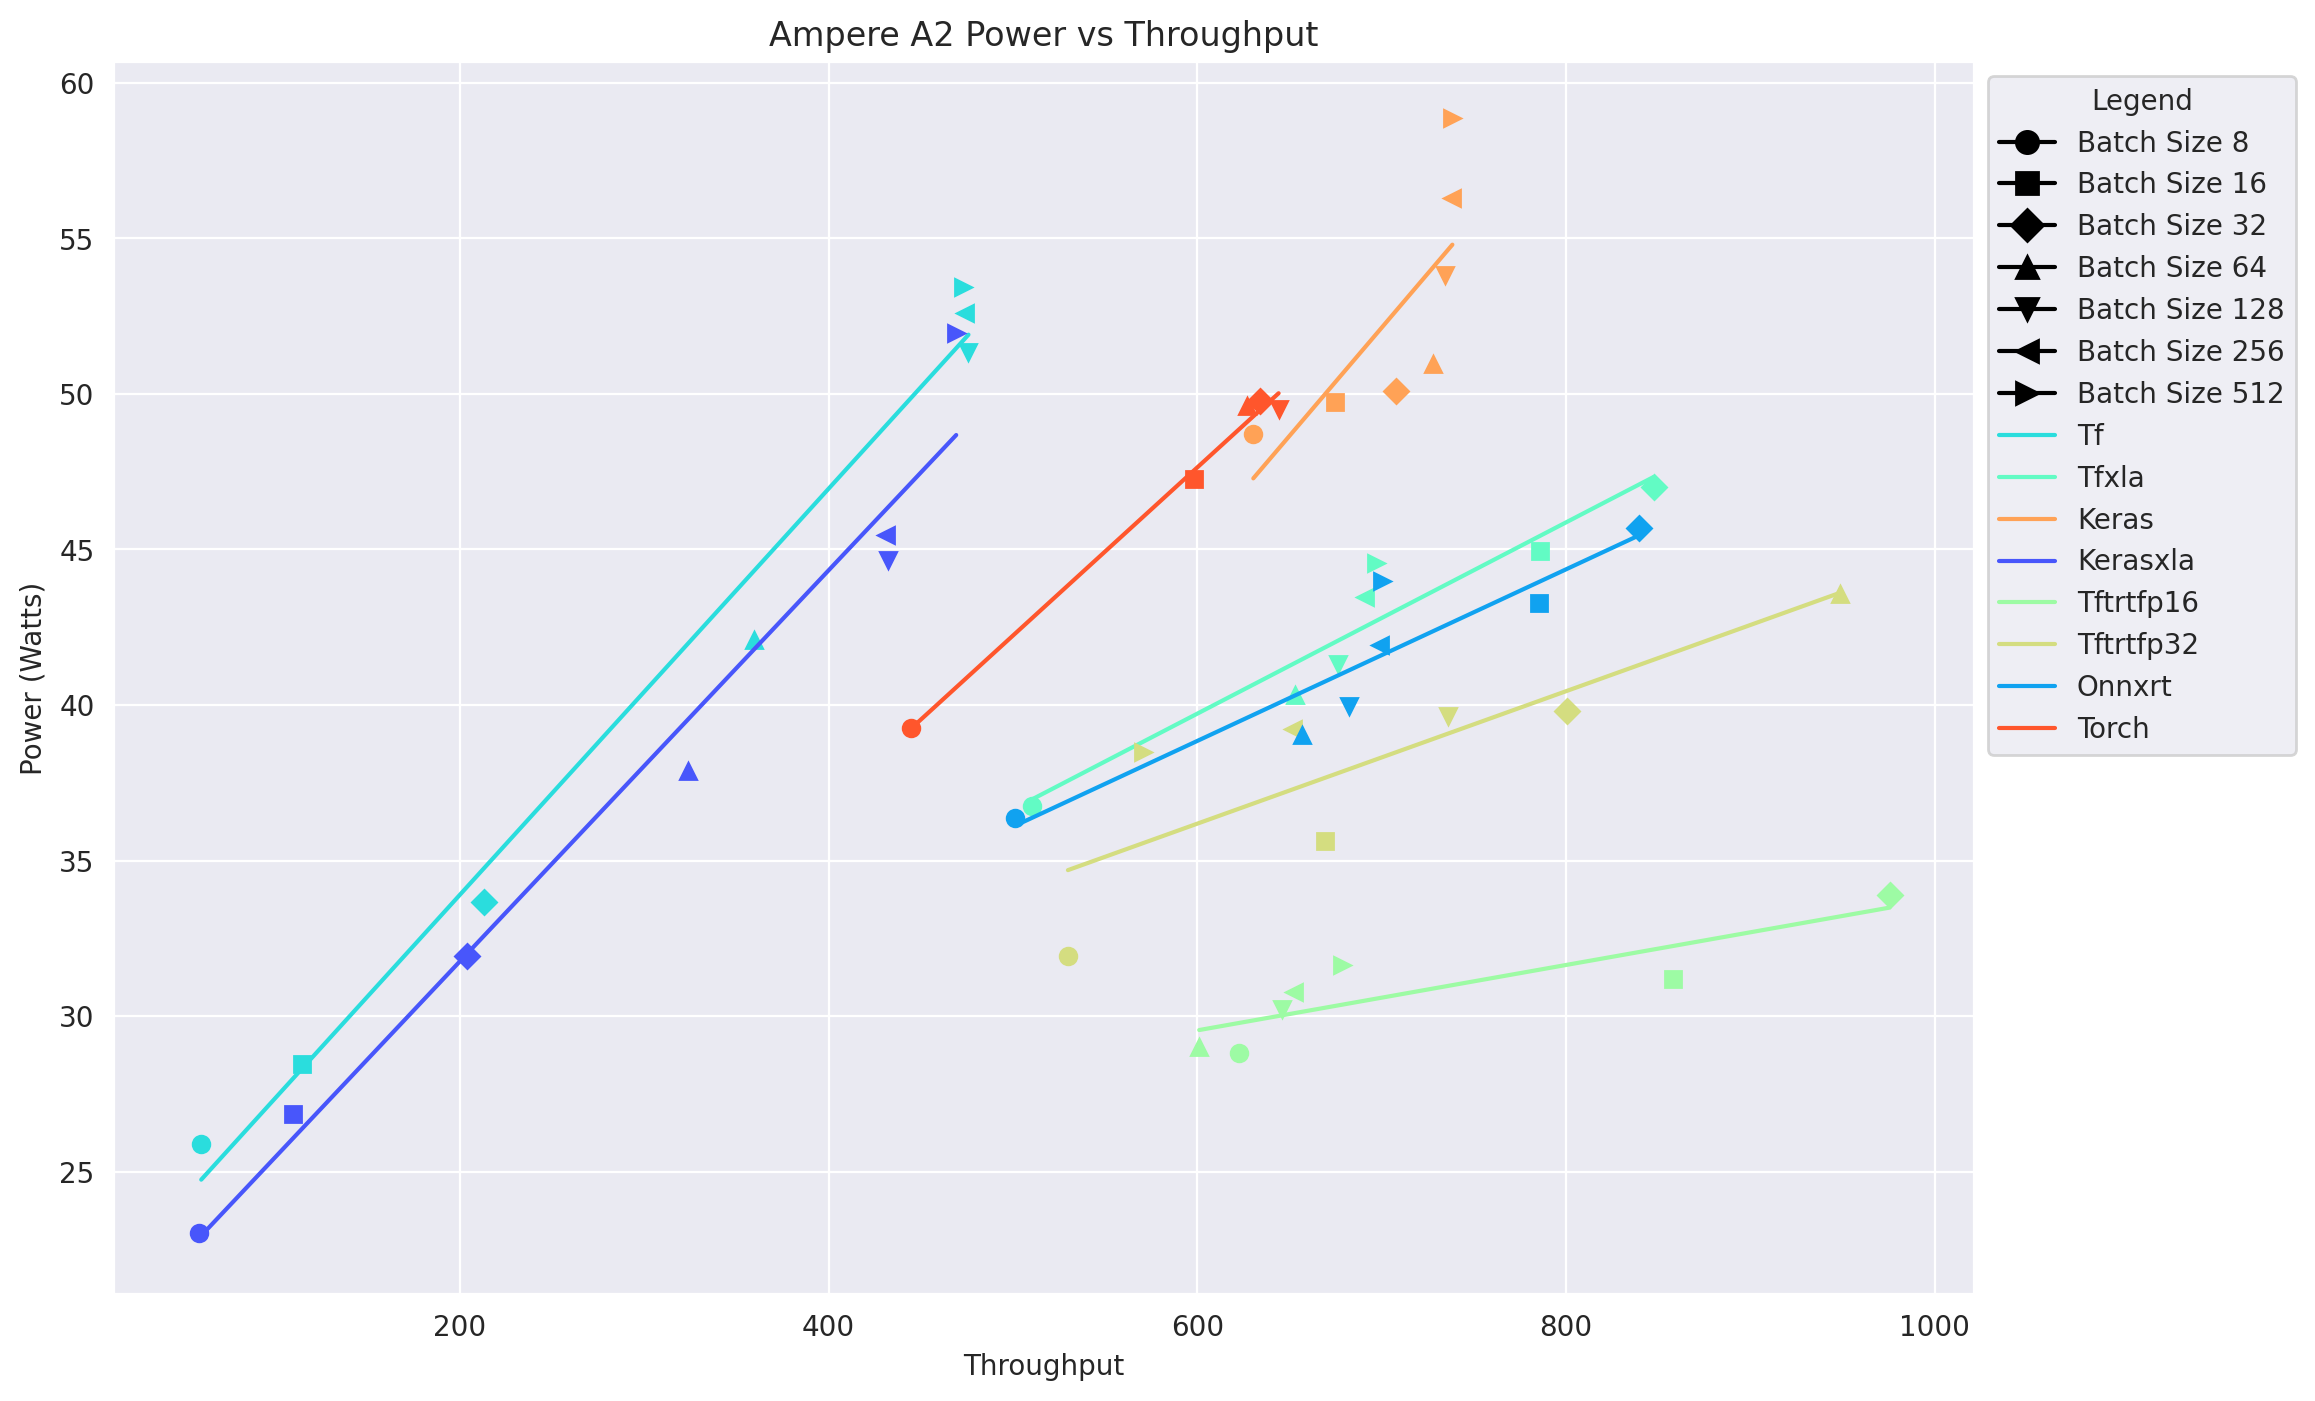 Ampere A2 Power vs Throughput
60
55
50
45
40
35
30
25
Power (Watts)
200
400
600
800
1000
Throughput
Legend
Batch Size 8
Batch Size 16
Batch Size 32
Batch Size 64
Batch Size 128
Batch Size 256
Batch Size 512
Tf
Tfxla
Keras
Kerasxla
Tftrtfp16
Tftrtfp32
Onnxrt
Torch